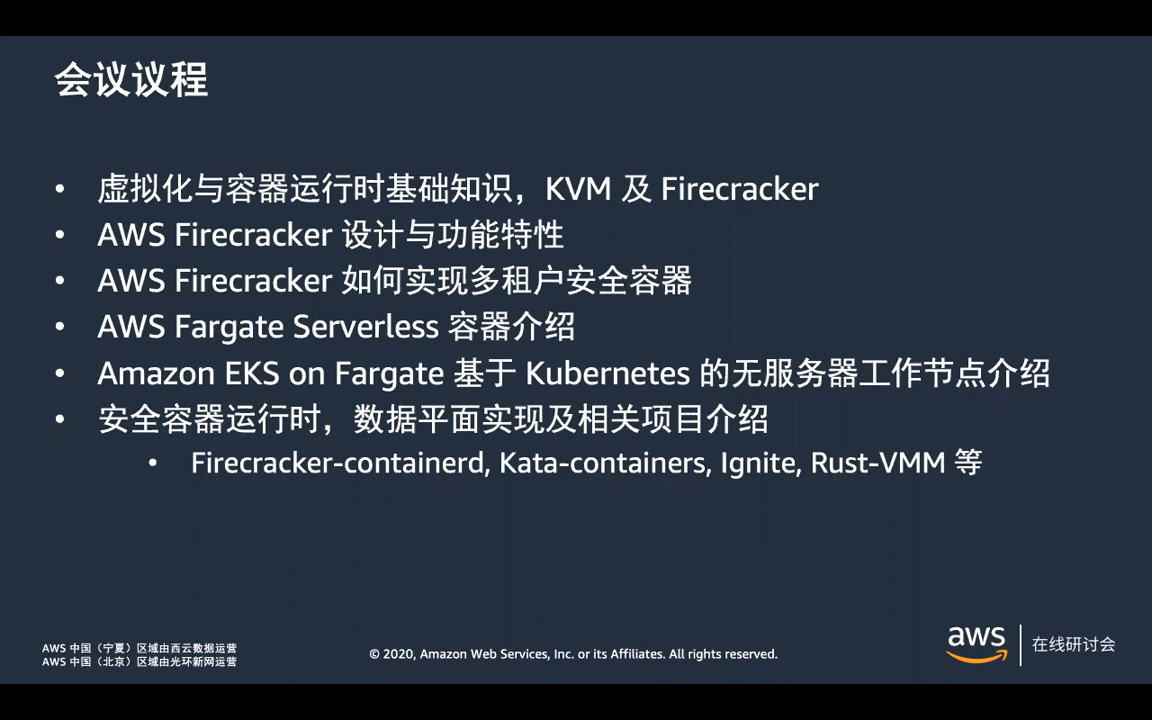 会议议程
• 虚拟化与容器运行时基础知识，KVM 及 Firecracker
• AWS Firecracker 设计与功能特性
• AWS Firecracker 如何实现多租户安全容器
• AWS Fargate Serverless 容器介绍
• Amazon EKS on Fargate 基于 Kubernetes 的无服务器工作节点介绍
• 安全容器运行时，数据平面实现及相关项目介绍
• Firecracker-containerd, Kata-containers, Ignite, Rust-VMM 等
AWS 中国（宁夏）区域由西云数据运营
AWS 中国（北京）区域由光环新网运营
© 2020, Amazon Web Services, Inc. or its Affiliates. All rights reserved.
aws 在线研讨会